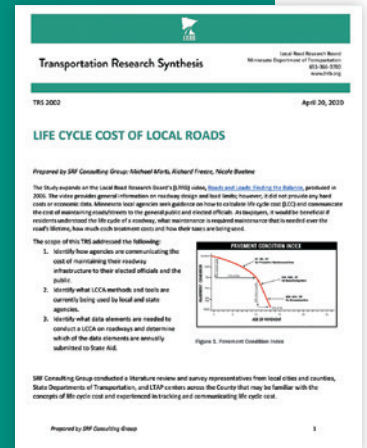 LRRB
Transportation Research Synthesis
Local Road Research Board
Minnesota Department of Transportation
651-366-3780
www.lrrb.org
TRS 2002
April 20, 2020
LIFE CYCLE COST OF LOCAL ROADS
Prepared by SRF Consulting Group: Michael Marti, Richard Freese, Nicole Buehne
The Study expands on the Local Road Research Board's (LRRB) video, Roads and Loads: Finding the Balance, produced in
2006. The video provides general information on roadway design and load limits; however, it did not provide any hard
costs or economic data. Minnesota local agencies seek guidance on how to calculate life cycle cost (LCC) and communicate
the cost of maintaining roads/streets to the general public and elected officials. As taxpayers, it would be beneficial if
residents understood the life cycle of a roadway, what maintenance is required maintenance that is needed over the
road's lifetime, how much each treatment costs and how their taxes are being used.
The scope of this TRS addressed the following:
1. Identify how agencies are communicating the
cost of maintaining their roadway
infrastructure to their elected officials and the
public.
2. Identify what LCCA methods and tools are
currently being used by local and state
agencies.
3. Identify what data elements are needed to
conduct a LCCA on roadways and determine
which of the data elements are annually
submitted to State Aid.
PAVEMENT CONDITION INDEX
PAVEMENT CONDITION
AGE OF PAVEMENT
Figure 1. Pavement Condition Index
SRF Consulting Group conducted a literature review and survey representatives from local cities and counties,
State Departments of Transportation, and LTAP centers across the County that may be familiar with the
concepts of life cycle cost and experienced in tracking and communicating life cycle cost.
Prepared by SRF Consulting Group
1